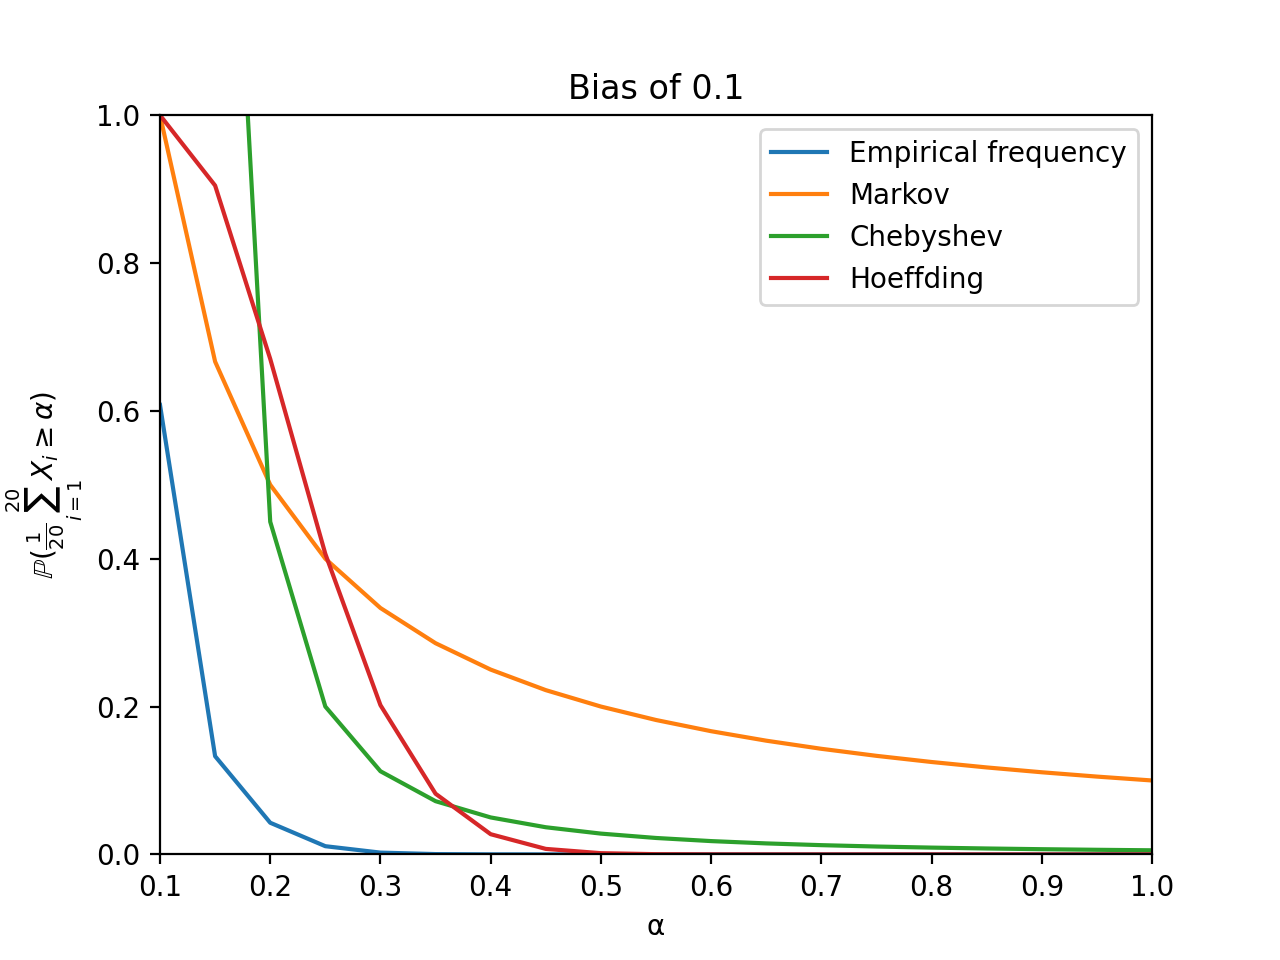 Bias of 0.1
1.0
0.8
0.6
0.4
0.2
0.0
ℙ(1/20 ∑_{i=1}^{20} X_i ≥ α)
Empirical frequency
Markov
Chebyshev
Hoeffding
0.1 0.2 0.3 0.4 0.5 0.6 0.7 0.8 0.9 1.0
α